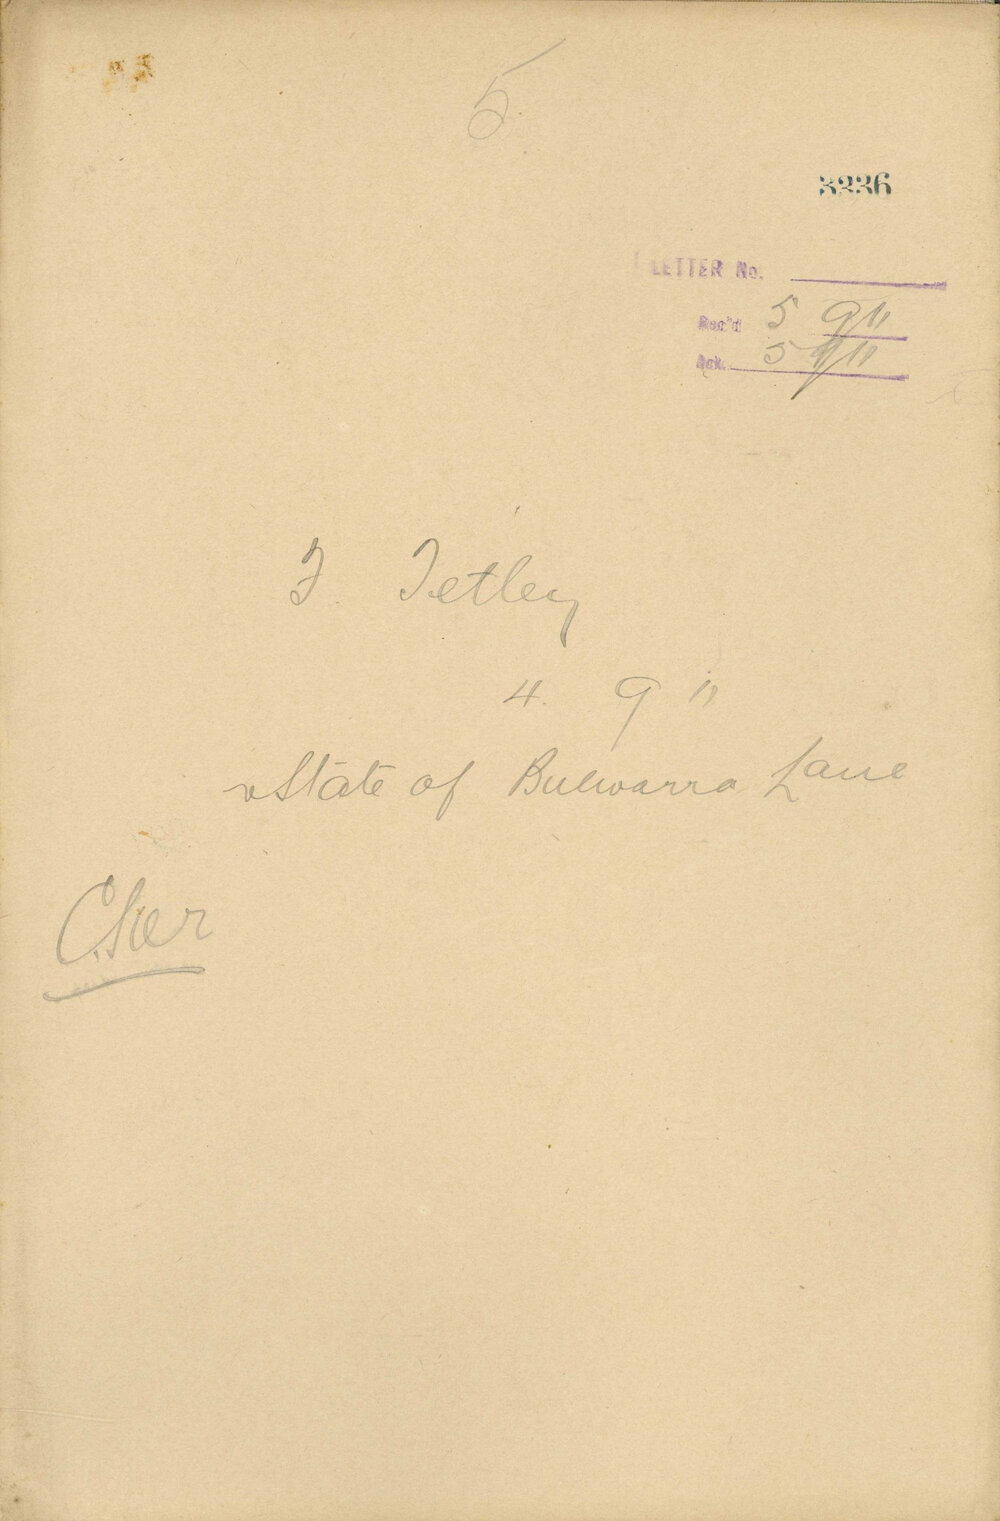 5
3336
LETTER No.
Rec'd 5 9 11
Ack. 5 9 11
F. Tetley
4. 9 11
State of Bulwarra Lane